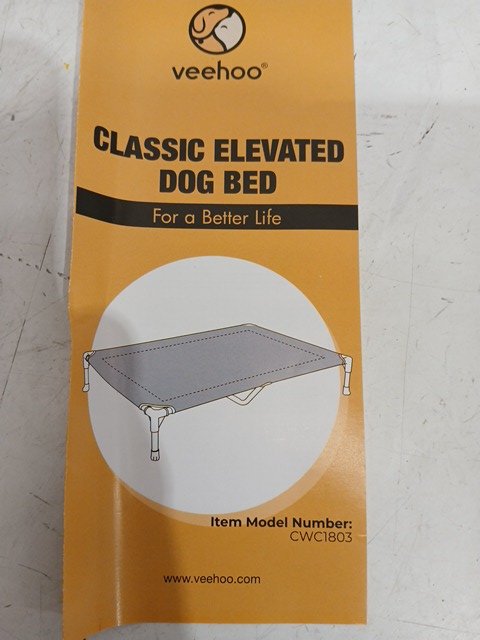 veehoo®
CLASSIC ELEVATED
DOG BED
For a Better Life
Item Model Number:
CWC1803
www.veehoo.com